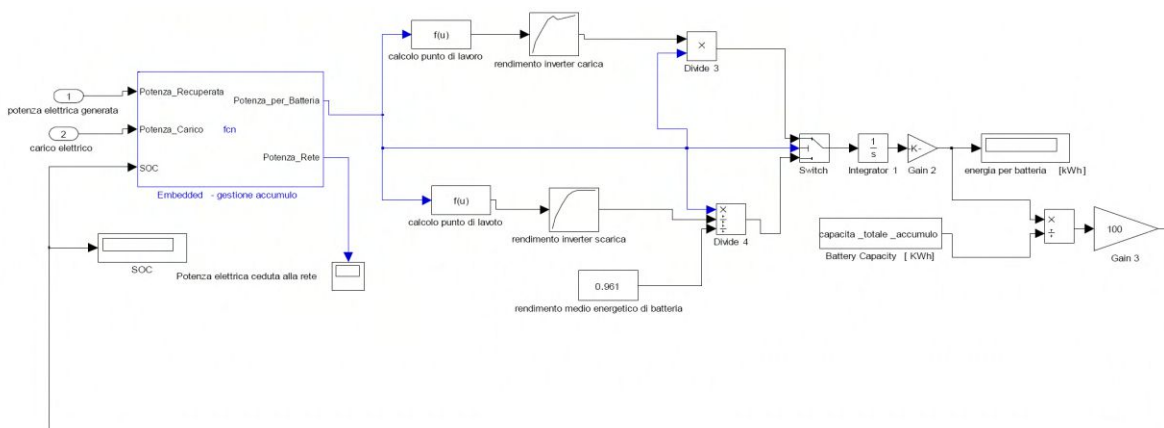 f(u)
calcolo punto di lavoro
rendimento inverter carica
×
Divide 3
1
potenza elettrica generata
2
carico elettrico
Potenza_Recuperata
Potenza_Carico
SOC
fcn
Potenza_per_Batteria
Potenza_Rete
Embedded - gestione accumulo
SOC
Potenza elettrica ceduta alla rete
f(u)
calcolo punto di lavoto
rendimento inverter scarica
×
÷
÷
Divide 4
0.961
rendimento medio energetico di batteria
Switch
1
s
Integrator 1
-K-
Gain 2
energia per batteria [kWh]
capacita _totale _accumulo
Battery Capacity [ KWh]
×
÷
100
Gain 3